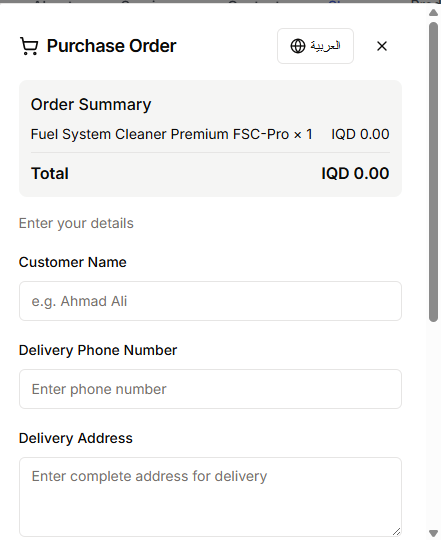 Purchase Order
العربية
Order Summary
Fuel System Cleaner Premium FSC-Pro × 1 IQD 0.00
Total IQD 0.00
Enter your details
Customer Name
e.g. Ahmad Ali
Delivery Phone Number
Enter phone number
Delivery Address
Enter complete address for delivery